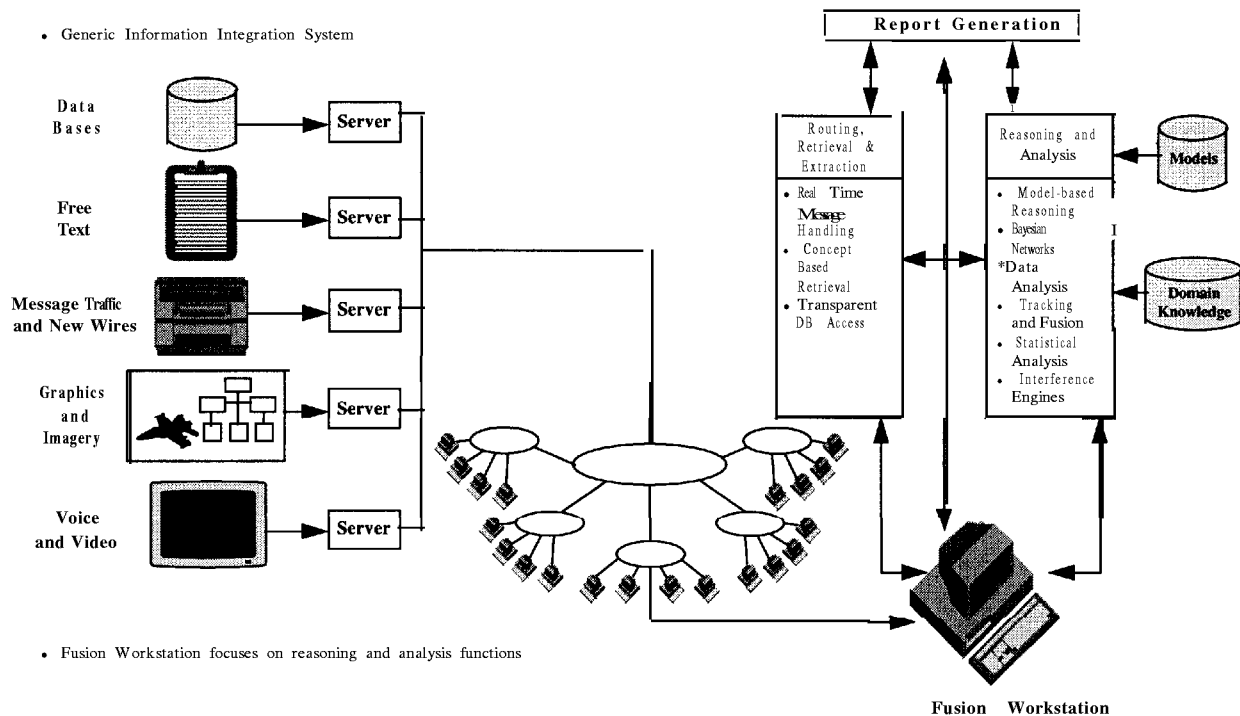 • Generic Information Integration System
Data
Bases
Server
Free
Text
Server
Message Traffic
and New Wires
Server
Graphics
and
Imagery
Server
Voice
and Video
Server
• Fusion Workstation focuses on reasoning and analysis functions
Report Generation
Routing,
Retrieval &
Extraction
• Real Time
Message
Handling
• Concept
Based
Retrieval
• Transparent
DB Access
Reasoning and
Analysis
• Model-based
Reasoning
• Bayesian
Networks
*Data
Analysis
• Tracking
and Fusion
• Statistical
Analysis
• Interference
Engines
Models
Domain
Knowledge
Fusion Workstation